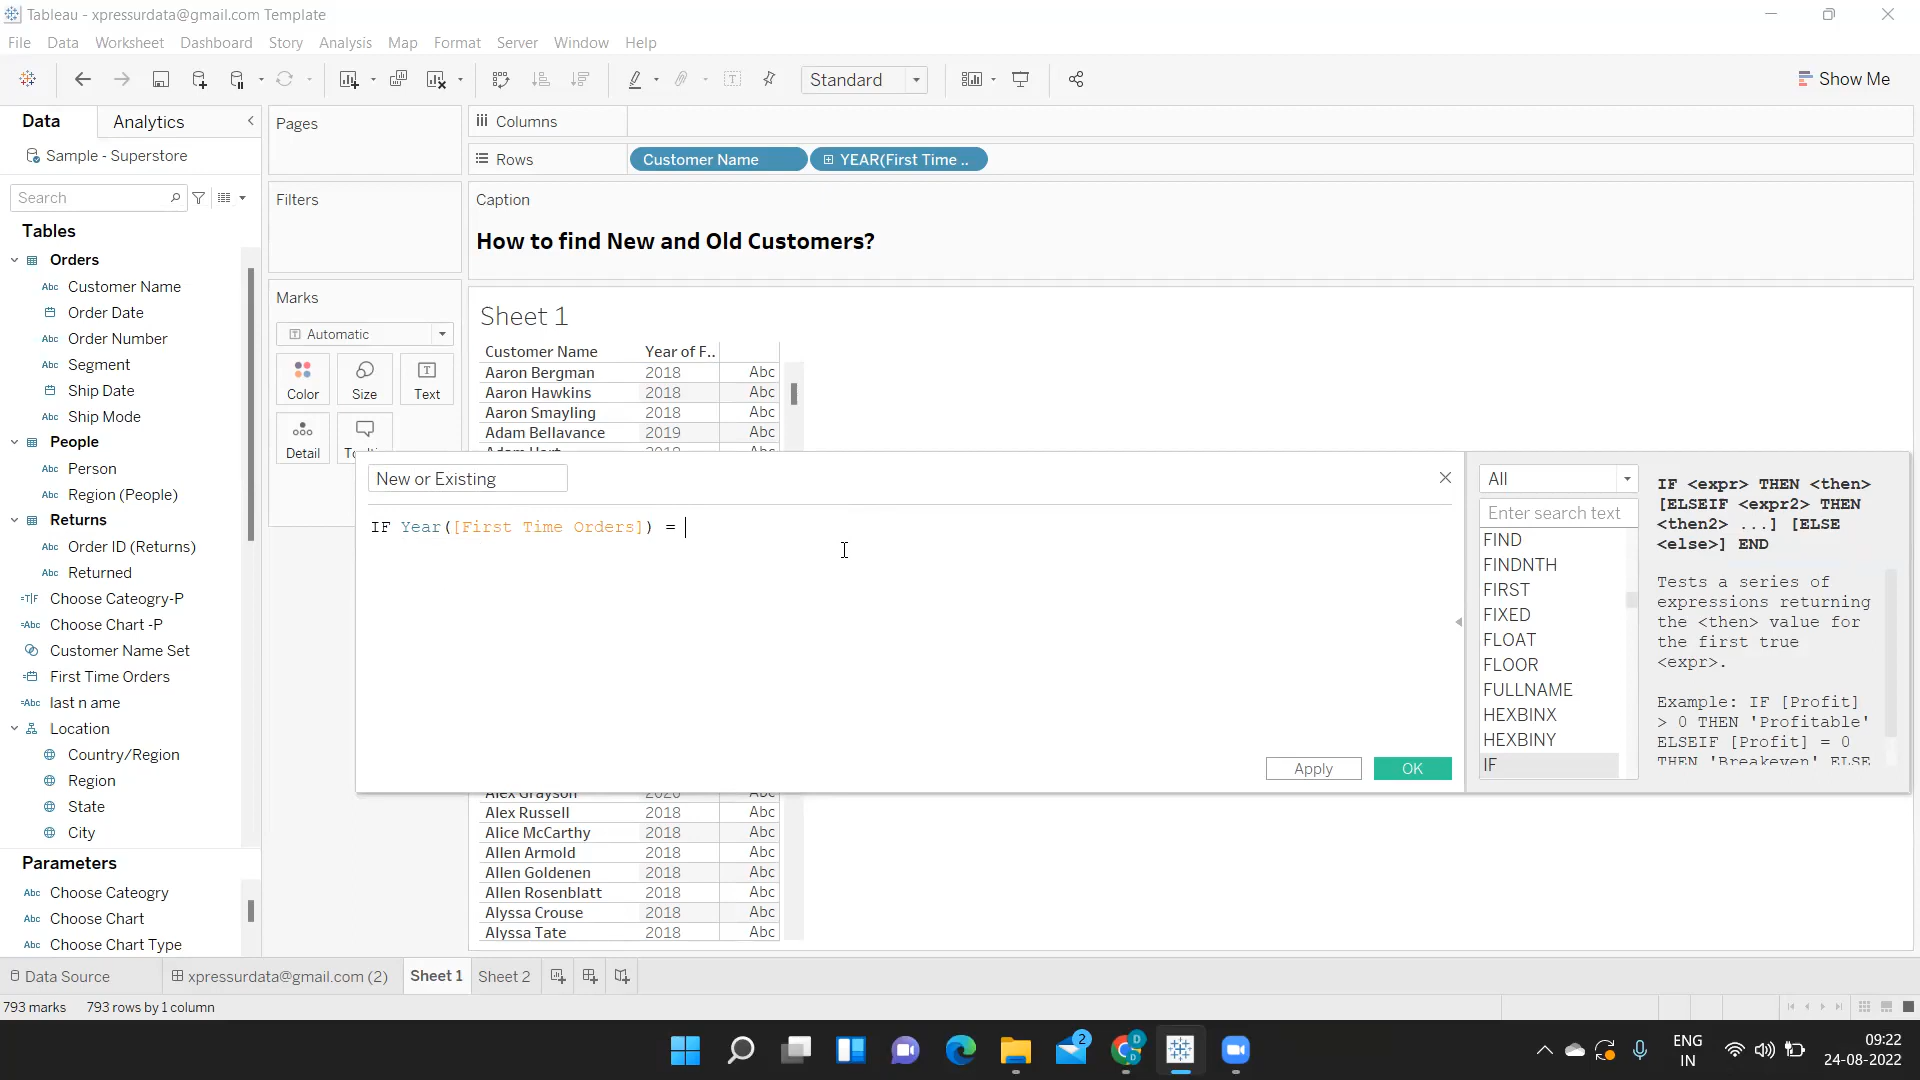 Tableau - xpressurdata@gmail.com Template
File Data Worksheet Dashboard Story Analysis Map Format Server Window Help
Standard
Show Me
Data Analytics
Pages
Columns
Sample - Superstore
Rows Customer Name YEAR(First Time ..
Search
Filters
Caption
Tables
How to find New and Old Customers?
Orders
Customer Name
Order Date
Order Number
Segment
Ship Date
Ship Mode
People
Person
Region (People)
Returns
Order ID (Returns)
Returned
Choose Cateogry-P
Choose Chart -P
Customer Name Set
First Time Orders
last n ame
Location
Country/Region
Region
State
City
Parameters
Choose Cateogry
Choose Chart
Choose Chart Type
Marks
Automatic
Color Size Text
Detail
Sheet 1
Customer Name Year of F..
Aaron Bergman 2018 Abc
Aaron Hawkins 2018 Abc
Aaron Smayling 2018 Abc
Adam Bellavance 2019 Abc
New or Existing
IF Year([First Time Orders]) =
Apply OK
All
Enter search text
FIND
FINDNTH
FIRST
FIXED
FLOAT
FLOOR
FULLNAME
HEXBINX
HEXBINY
IF
IF <expr> THEN <then>
[ELSEIF <expr2> THEN
<then2> ...] [ELSE
<else>] END
Tests a series of
expressions returning
the <then> value for
the first true
<expr>.
Example: IF [Profit]
> 0 THEN 'Profitable'
ELSEIF [Profit] = 0
THEN 'Breakeven' ELSE
Alex Grayson 2020 Abc
Alex Russell 2018 Abc
Alice McCarthy 2018 Abc
Allen Armold 2018 Abc
Allen Goldenen 2018 Abc
Allen Rosenblatt 2018 Abc
Alyssa Crouse 2018 Abc
Alyssa Tate 2018 Abc
Data Source xpressurdata@gmail.com (2) Sheet 1 Sheet 2
793 marks 793 rows by 1 column
2
D
D
ENG
IN
09:22
24-08-2022